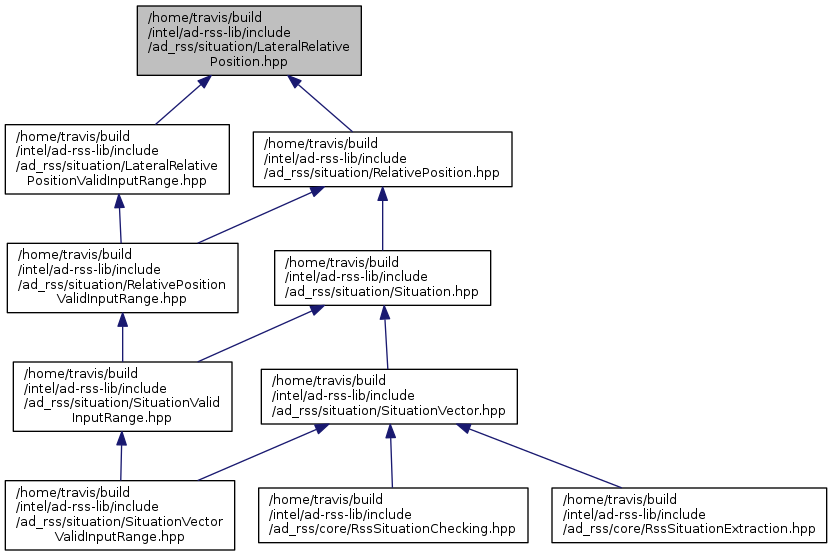 /home/travis/build
/intel/ad-rss-lib/include
/ad_rss/situation/LateralRelative
Position.hpp
/home/travis/build
/intel/ad-rss-lib/include
/ad_rss/situation/LateralRelative
PositionValidInputRange.hpp
/home/travis/build
/intel/ad-rss-lib/include
/ad_rss/situation/RelativePosition.hpp
/home/travis/build
/intel/ad-rss-lib/include
/ad_rss/situation/RelativePosition
ValidInputRange.hpp
/home/travis/build
/intel/ad-rss-lib/include
/ad_rss/situation/Situation.hpp
/home/travis/build
/intel/ad-rss-lib/include
/ad_rss/situation/SituationValid
InputRange.hpp
/home/travis/build
/intel/ad-rss-lib/include
/ad_rss/situation/SituationVector.hpp
/home/travis/build
/intel/ad-rss-lib/include
/ad_rss/situation/SituationVector
ValidInputRange.hpp
/home/travis/build
/intel/ad-rss-lib/include
/ad_rss/core/RssSituationChecking.hpp
/home/travis/build
/intel/ad-rss-lib/include
/ad_rss/core/RssSituationExtraction.hpp